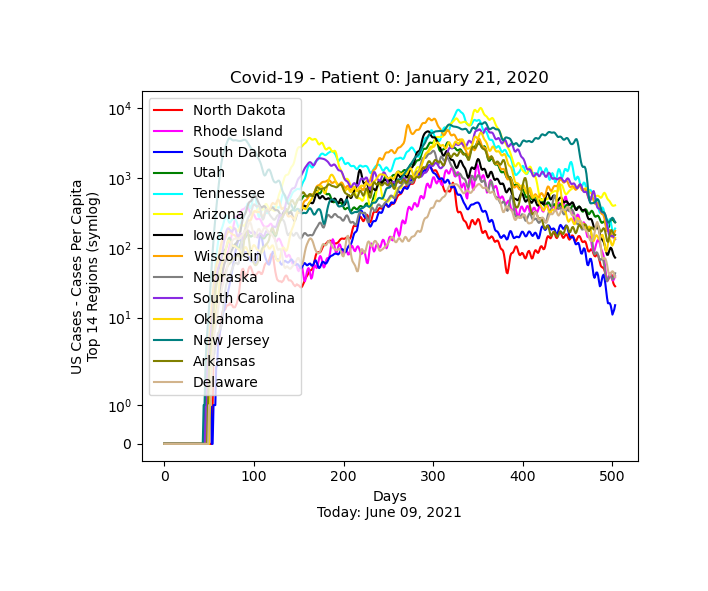 Covid-19 - Patient 0: January 21, 2020
US Cases - Cases Per Capita
Top 14 Regions (symlog)
10^4
10^3
10^2
10^1
10^0
0
North Dakota
Rhode Island
South Dakota
Utah
Tennessee
Arizona
Iowa
Wisconsin
Nebraska
South Carolina
Oklahoma
New Jersey
Arkansas
Delaware
0 100 200 300 400 500
Days
Today: June 09, 2021